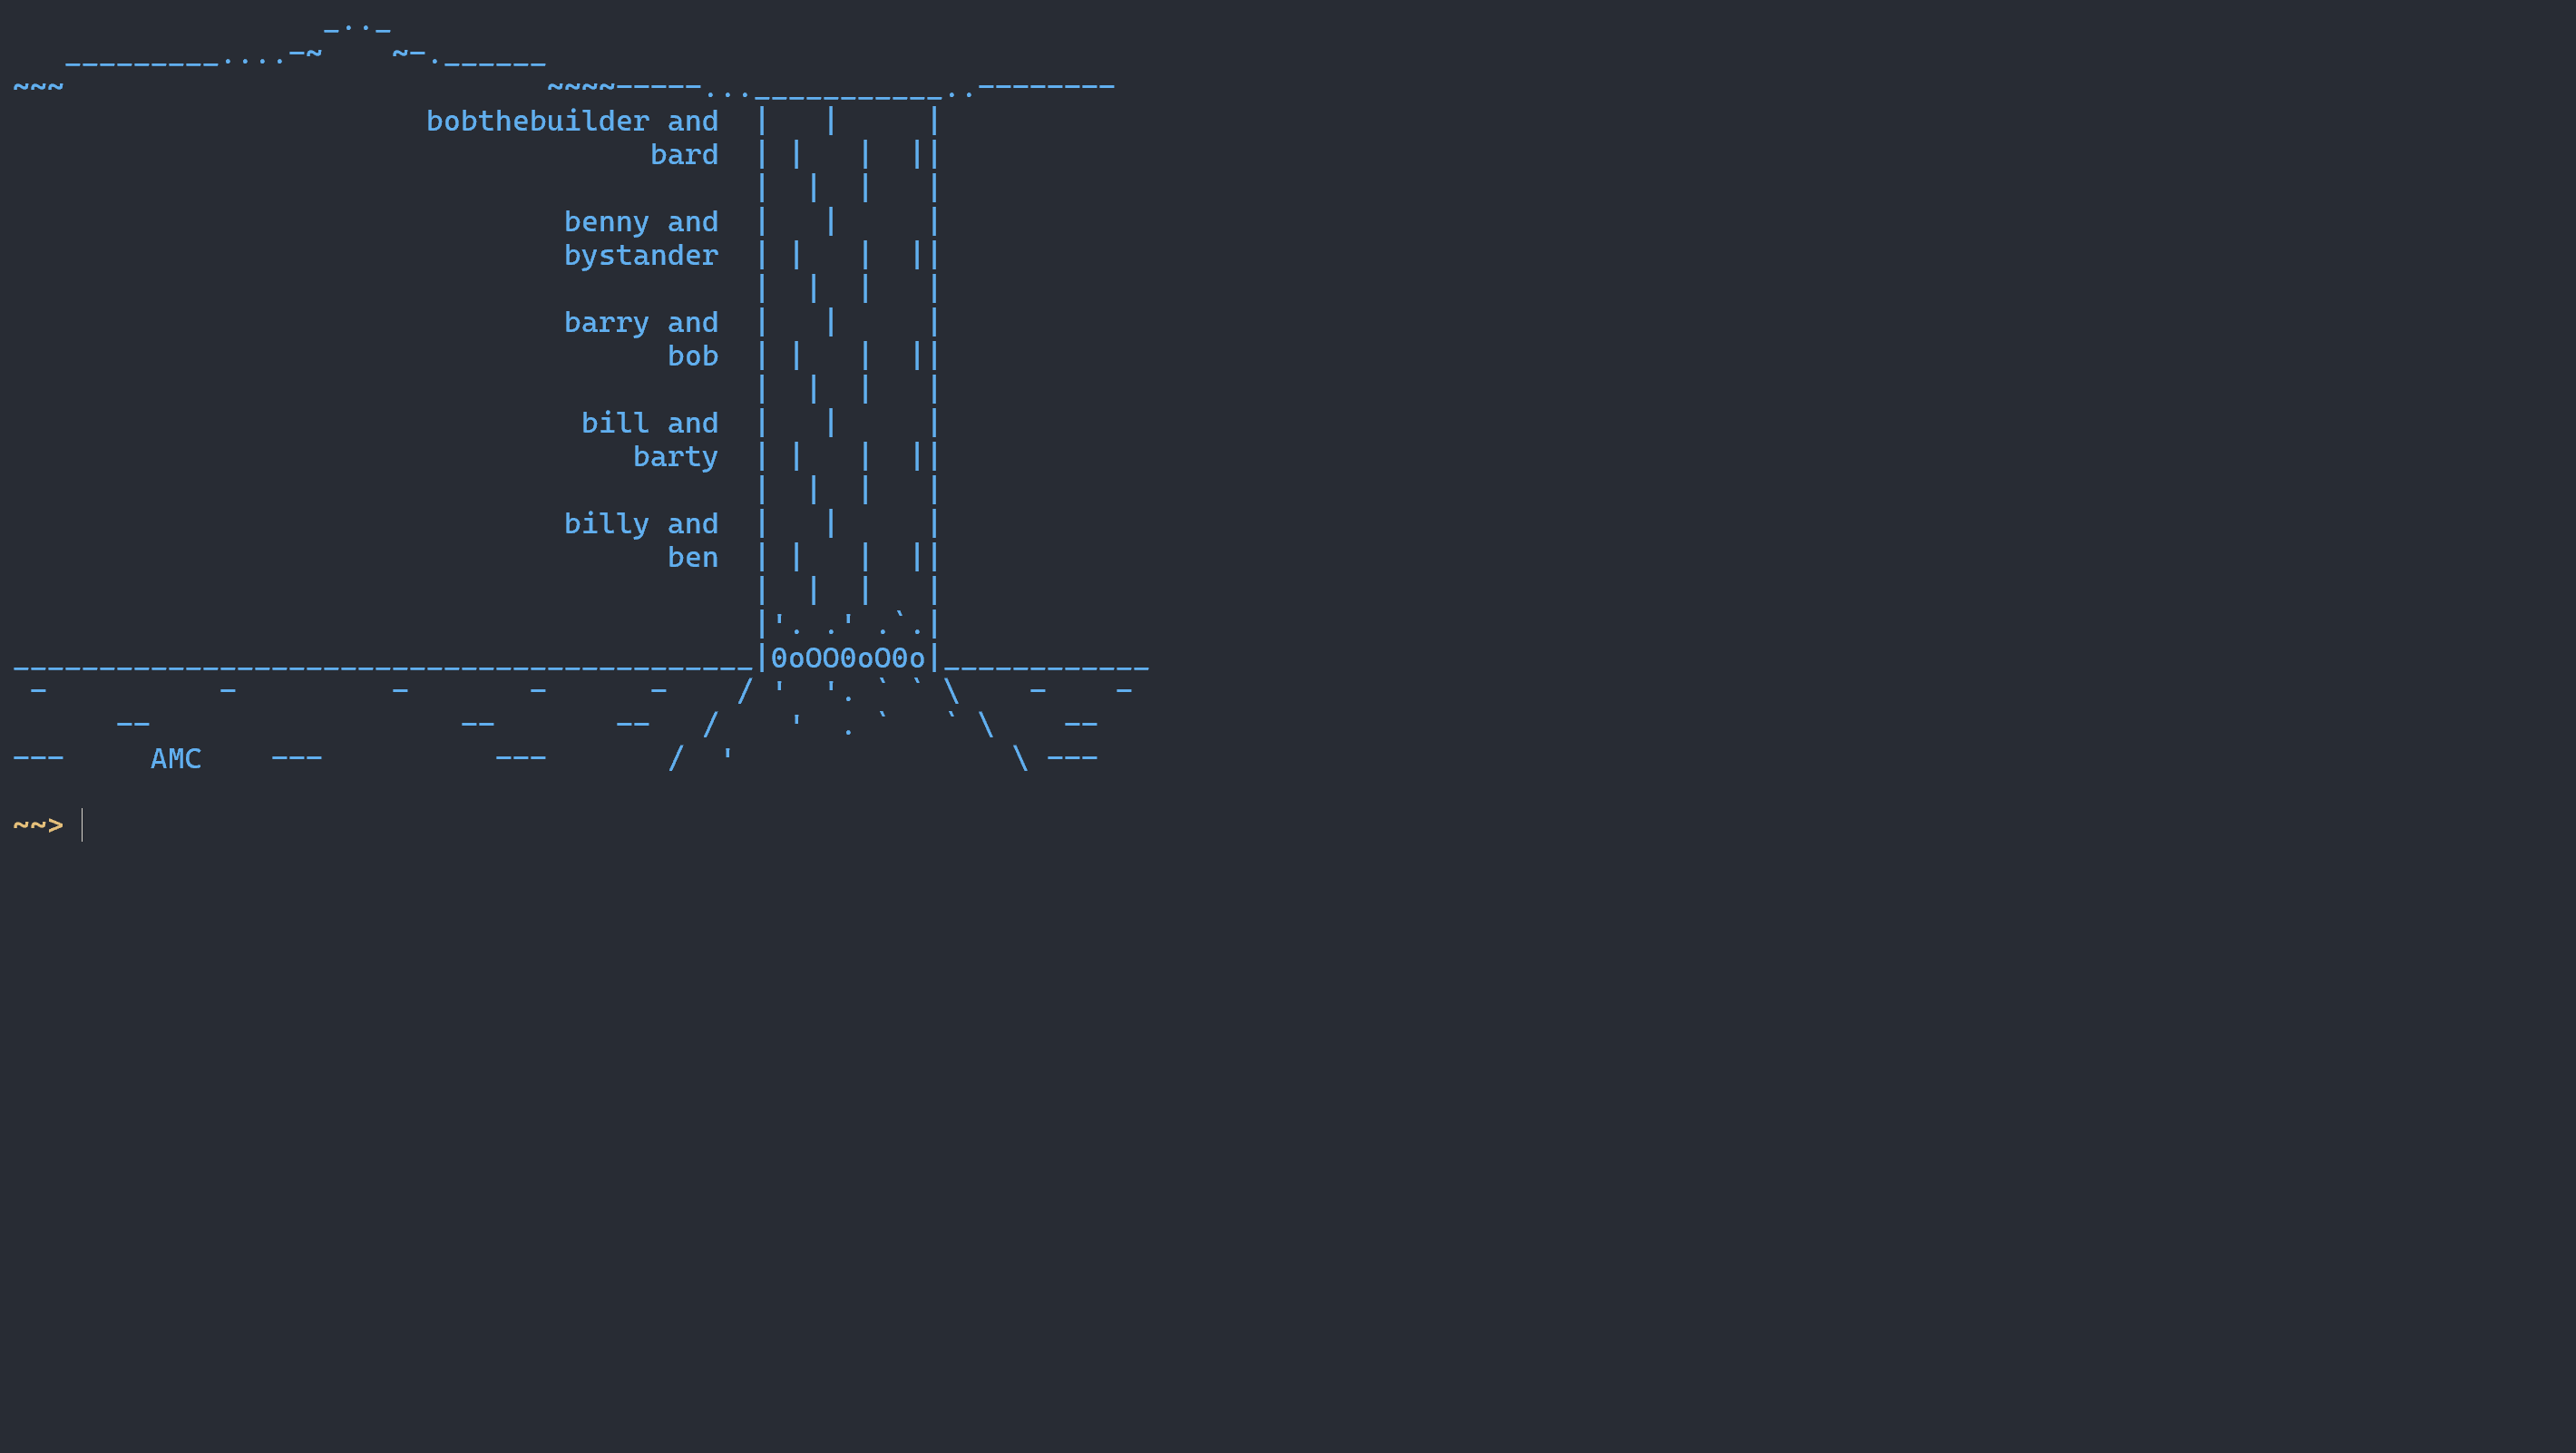 bobthebuilder and
bard
benny and
bystander
barry and
bob
bill and
barty
billy and
ben
0oOO0oO0o
AMC
~~>